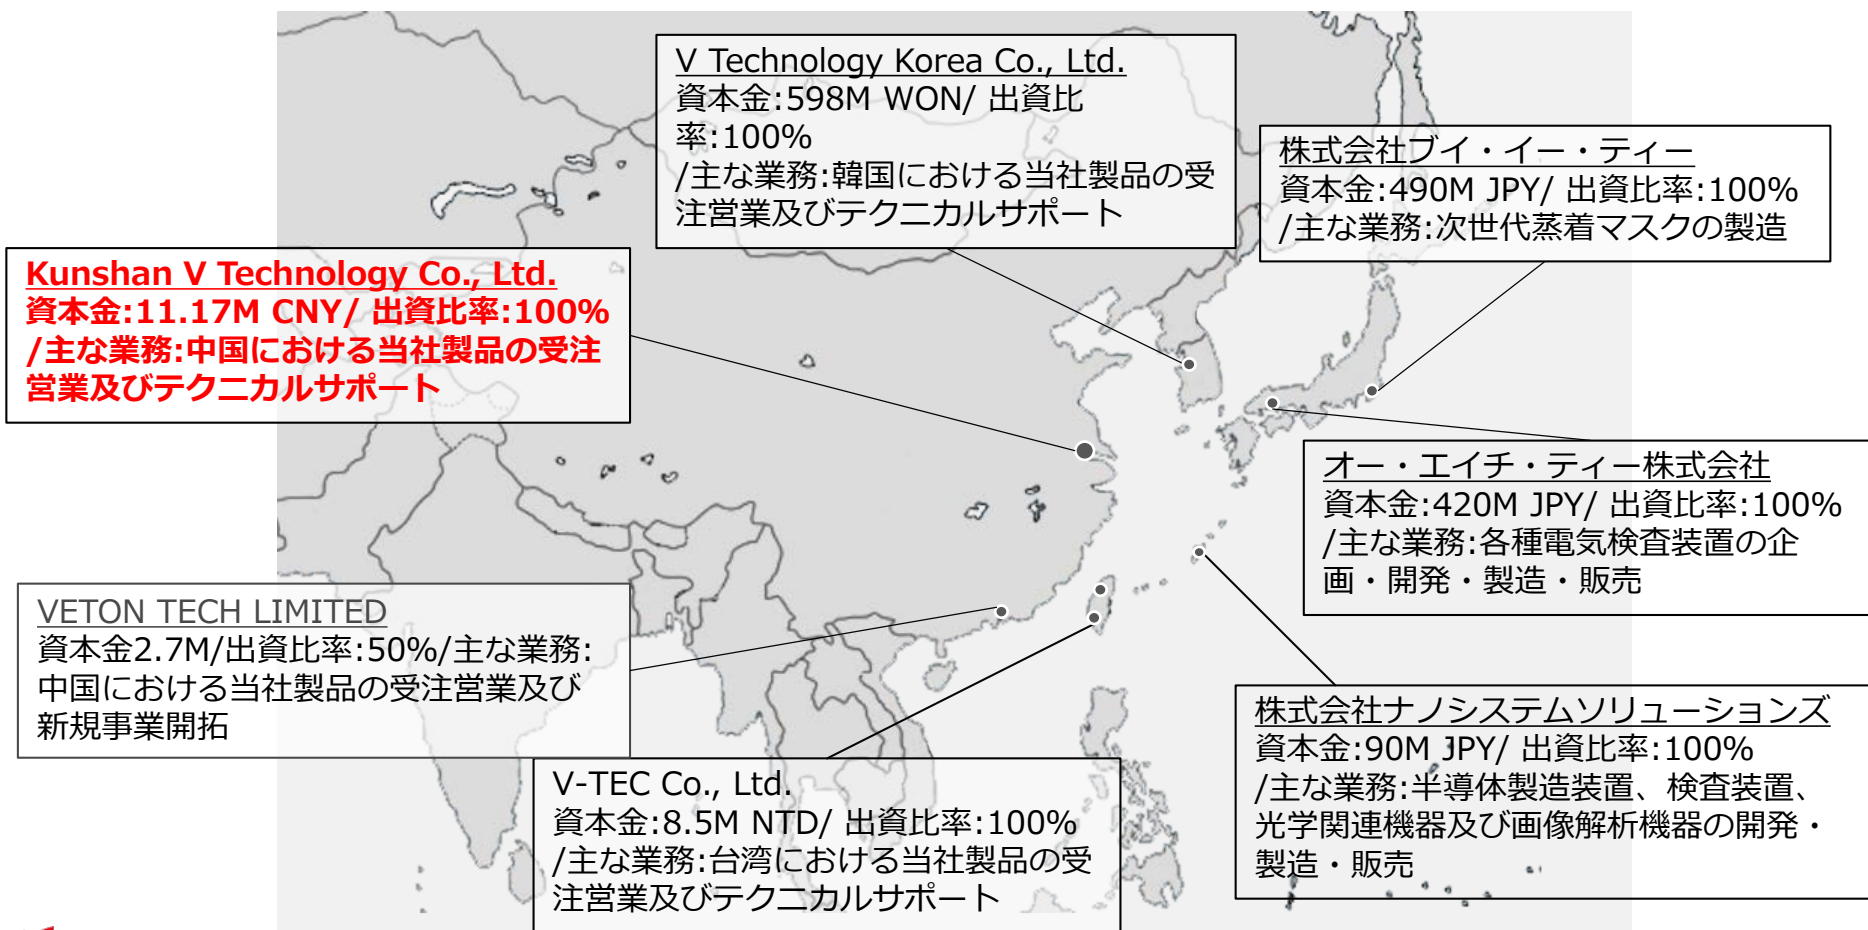 V Technology Korea Co., Ltd.
資本金:598M WON/ 出資比
率:100%
/主な業務:韓国における当社製品の受
注営業及びテクニカルサポート
株式会社ブイ・イー・ティー
資本金:490M JPY/ 出資比率:100%
/主な業務:次世代蒸着マスクの製造
Kunshan V Technology Co., Ltd.
資本金:11.17M CNY/ 出資比率:100%
/主な業務:中国における当社製品の受注
営業及びテクニカルサポート
オー・エイチ・ティー株式会社
資本金:420M JPY/ 出資比率:100%
/主な業務:各種電気検査装置の企
画・開発・製造・販売
VETON TECH LIMITED
資本金2.7M/出資比率:50%/主な業務:
中国における当社製品の受注営業及び
新規事業開拓
株式会社ナノシステムソリューションズ
資本金:90M JPY/ 出資比率:100%
/主な業務:半導体製造装置、検査装置、
光学関連機器及び画像解析機器の開発・
製造・販売
V-TEC Co., Ltd.
資本金:8.5M NTD/ 出資比率:100%
/主な業務:台湾における当社製品の受
注営業及びテクニカルサポート